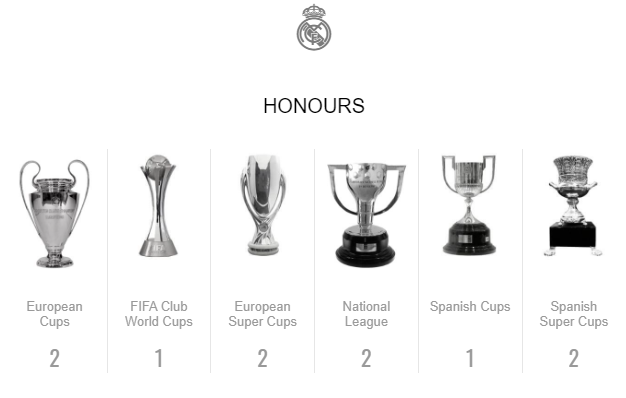 HONOURS
European
Cups
2
FIFA Club
World Cups
1
European
Super Cups
2
National
League
2
Spanish Cups
1
Spanish
Super Cups
2